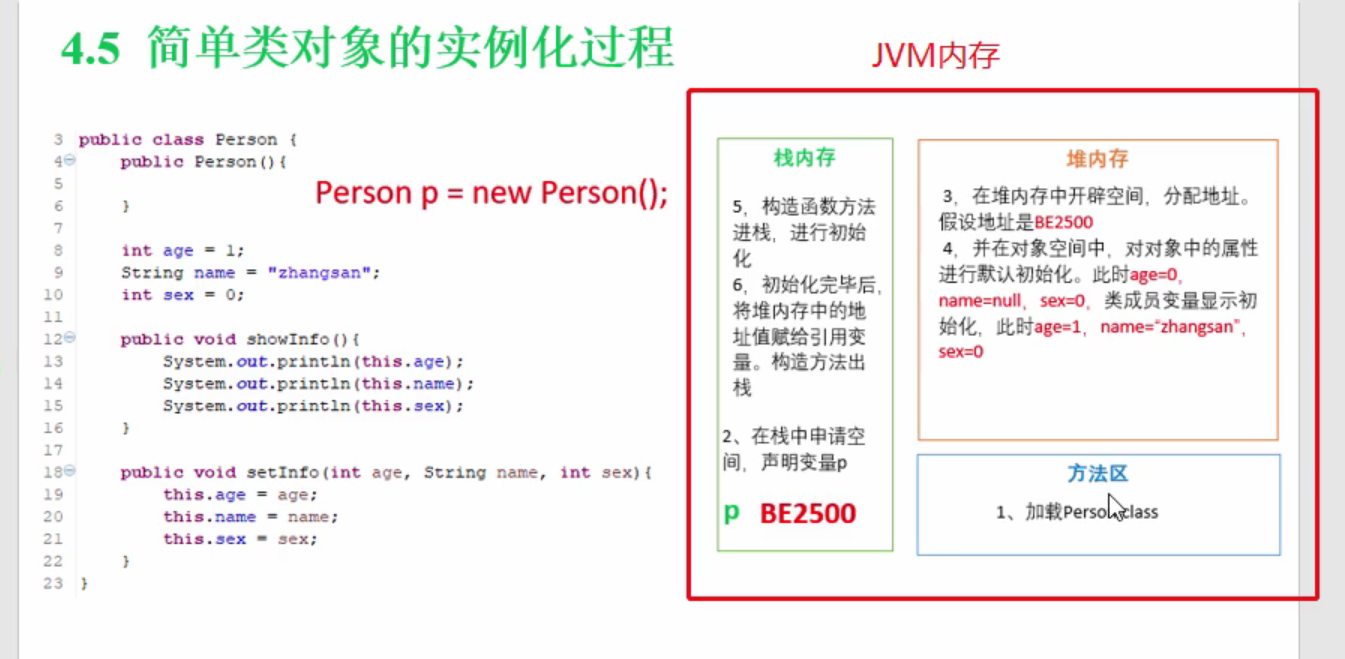 4.5 简单类对象的实例化过程
JVM内存
3 public class Person {
4 public Person(){
5
6 }
7
8 int age = 1;
9 String name = "zhangsan";
10 int sex = 0;
11
12 public void showInfo(){
13 System.out.println(this.age);
14 System.out.println(this.name);
15 System.out.println(this.sex);
16 }
17
18 public void setInfo(int age, String name, int sex){
19 this.age = age;
20 this.name = name;
21 this.sex = sex;
22 }
23 }
Person p = new Person();
栈内存
5，构造函数方法
进栈，进行初始
化
6，初始化完毕后，
将堆内存中的地
址值赋给引用变
量。构造方法出
栈
2、在栈中申请空
间，声明变量p
p BE2500
堆内存
3，在堆内存中开辟空间，分配地址。
假设地址是BE2500
4，并在对象空间中，对对象中的属性
进行默认初始化。此时age=0,
name=null，sex=0，类成员变量显示初
始化，此时age=1，name=“zhangsan”，
sex=0
方法区
1、加载Person.class